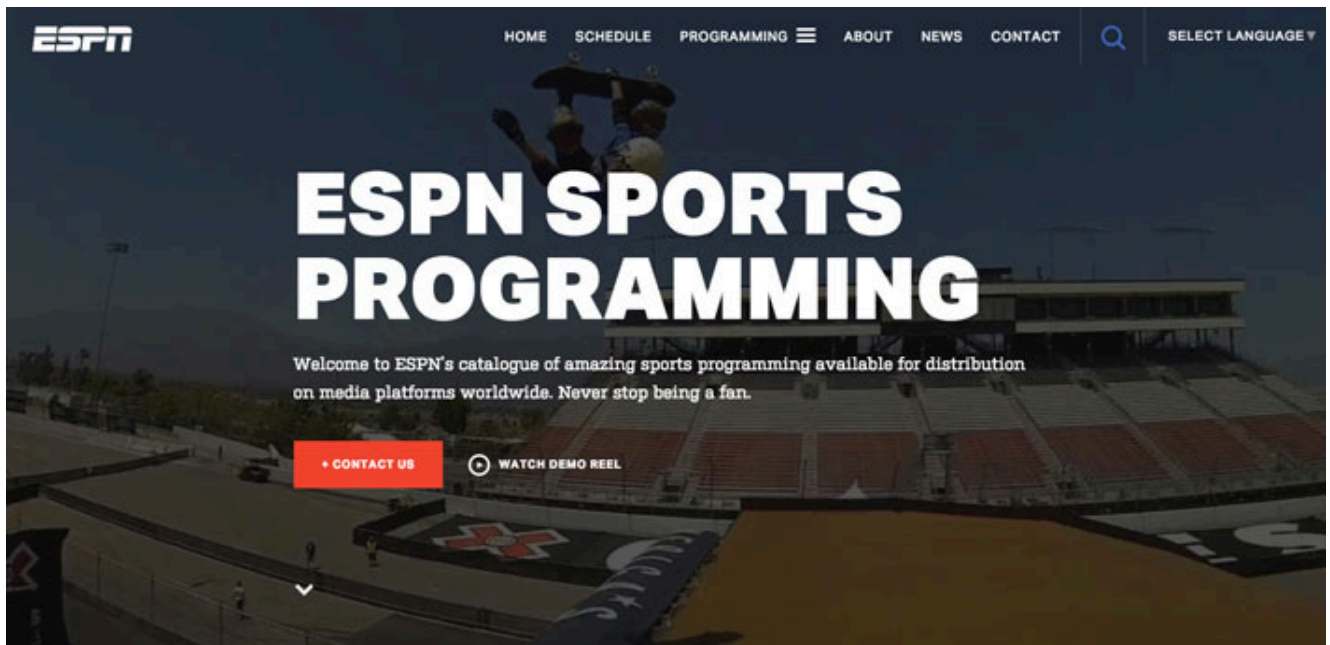 ESPN
HOME SCHEDULE PROGRAMMING ABOUT NEWS CONTACT SELECT LANGUAGE
ESPN SPORTS
PROGRAMMING
Welcome to ESPN's catalogue of amazing sports programming available for distribution
on media platforms worldwide. Never stop being a fan.
+ CONTACT US WATCH DEMO REEL